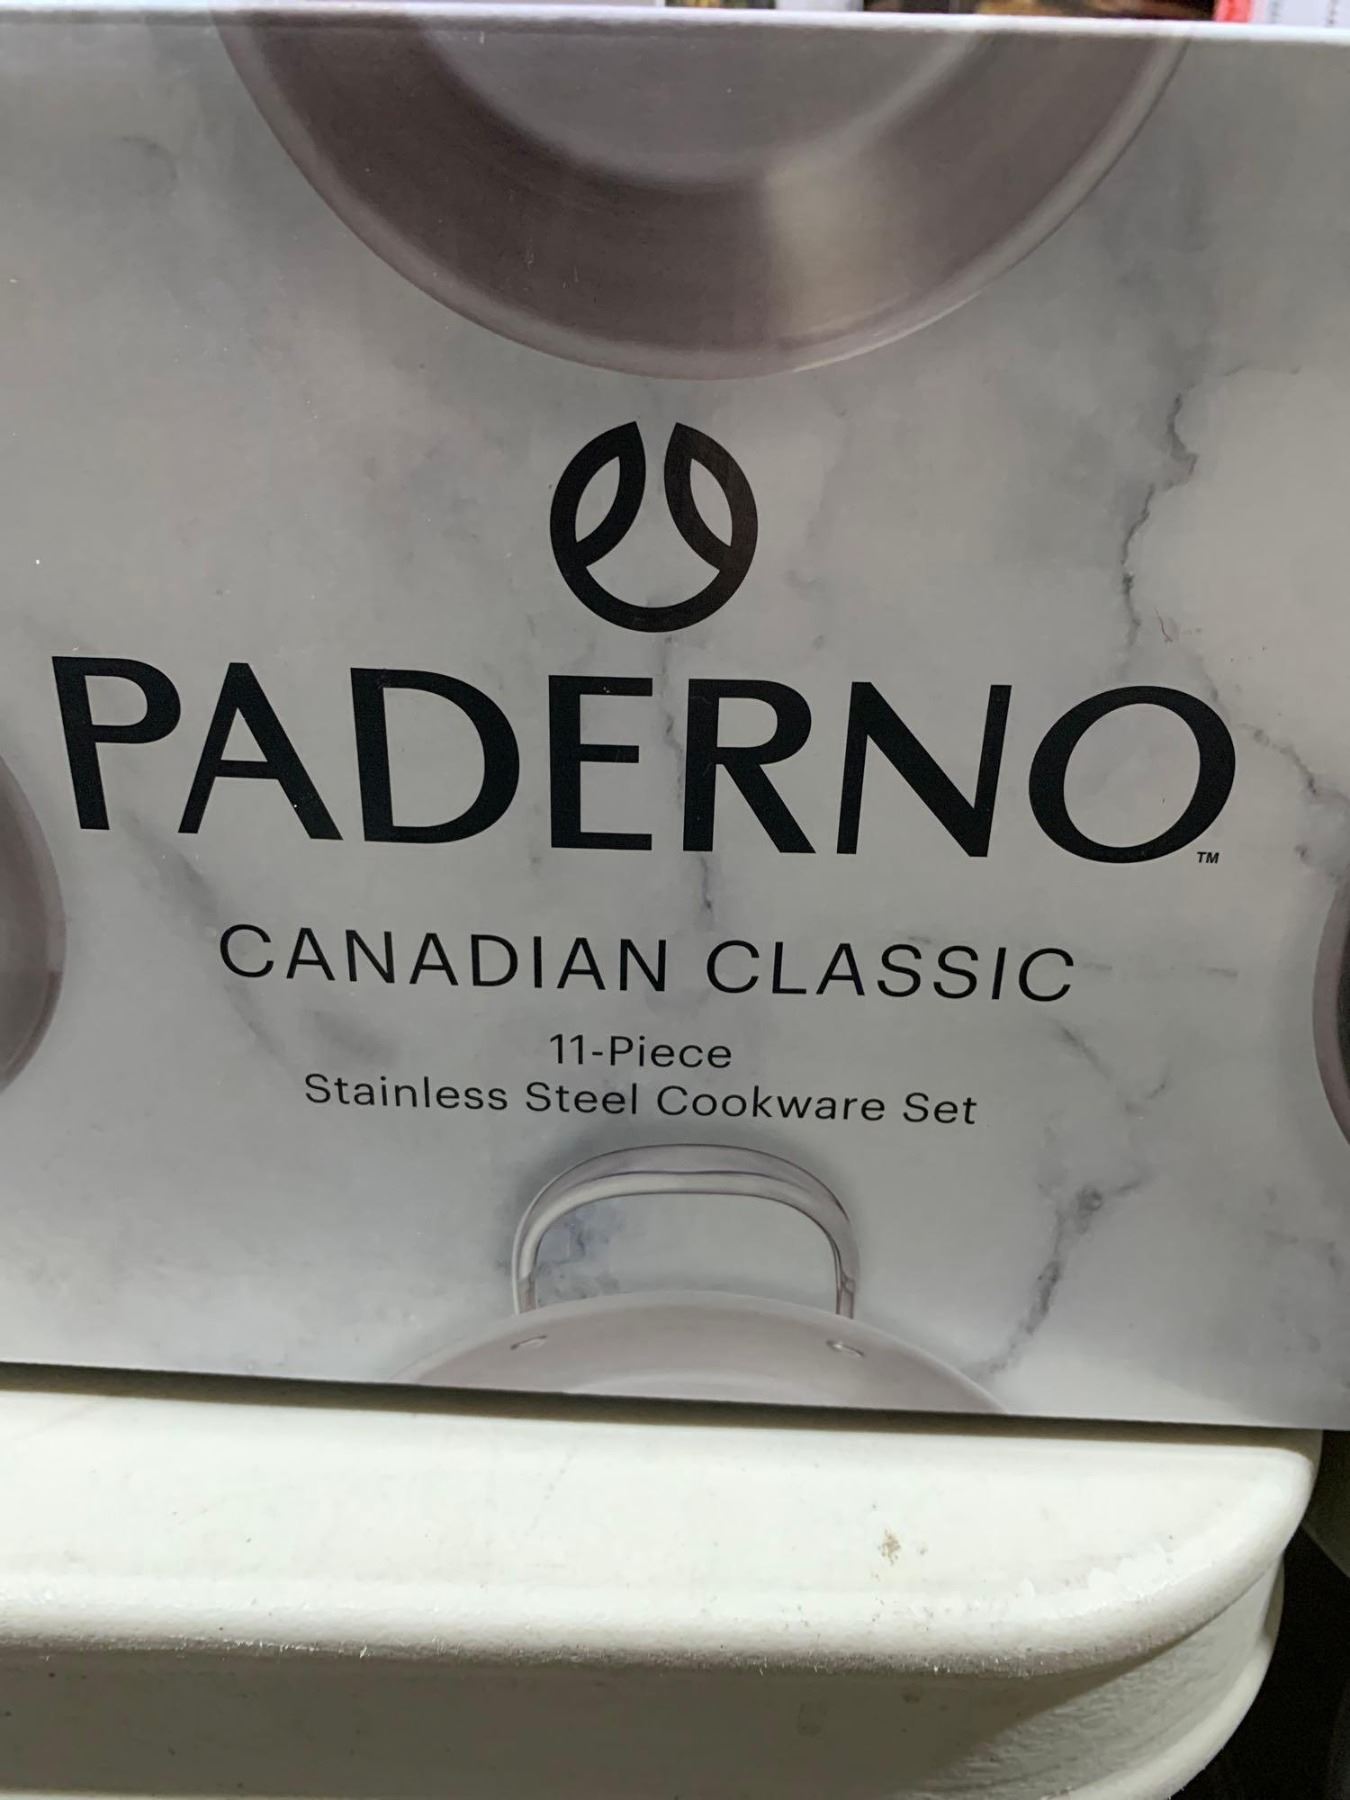 PADERNO™
CANADIAN CLASSIC
11-Piece
Stainless Steel Cookware Set